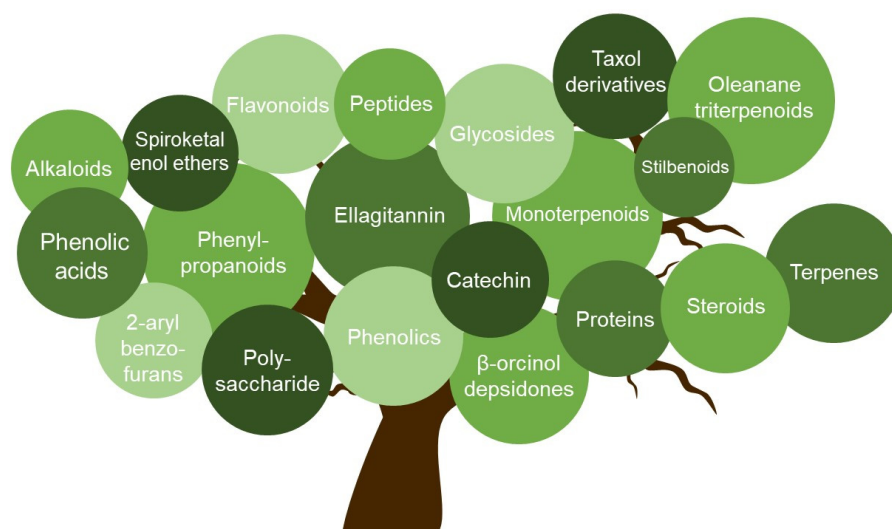 Taxol
derivatives
Oleanane
triterpenoids
Flavonoids
Peptides
Glycosides
Spiroketal
enol ethers
Alkaloids
Stilbenoids
Ellagitannin
Monoterpenoids
Phenolic
acids
Phenyl-
propanoids
Catechin
Terpenes
Steroids
Proteins
2-aryl
benzo-
furans
Poly-
saccharide
Phenolics
β-orcinol
depsidones